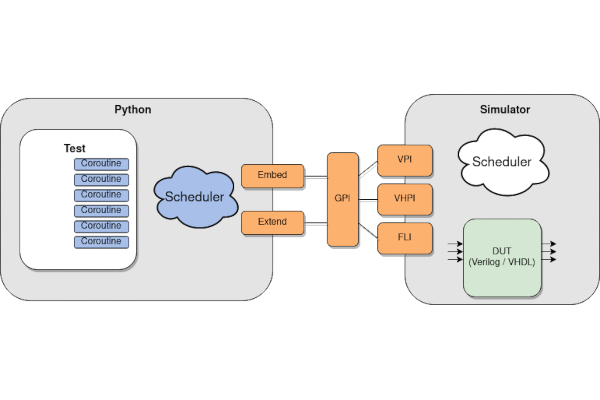 Python
Test
Coroutine
Coroutine
Coroutine
Coroutine
Coroutine
Coroutine
Scheduler
Embed
Extend
GPI
VPI
VHPI
FLI
Simulator
Scheduler
DUT
(Verilog / VHDL)